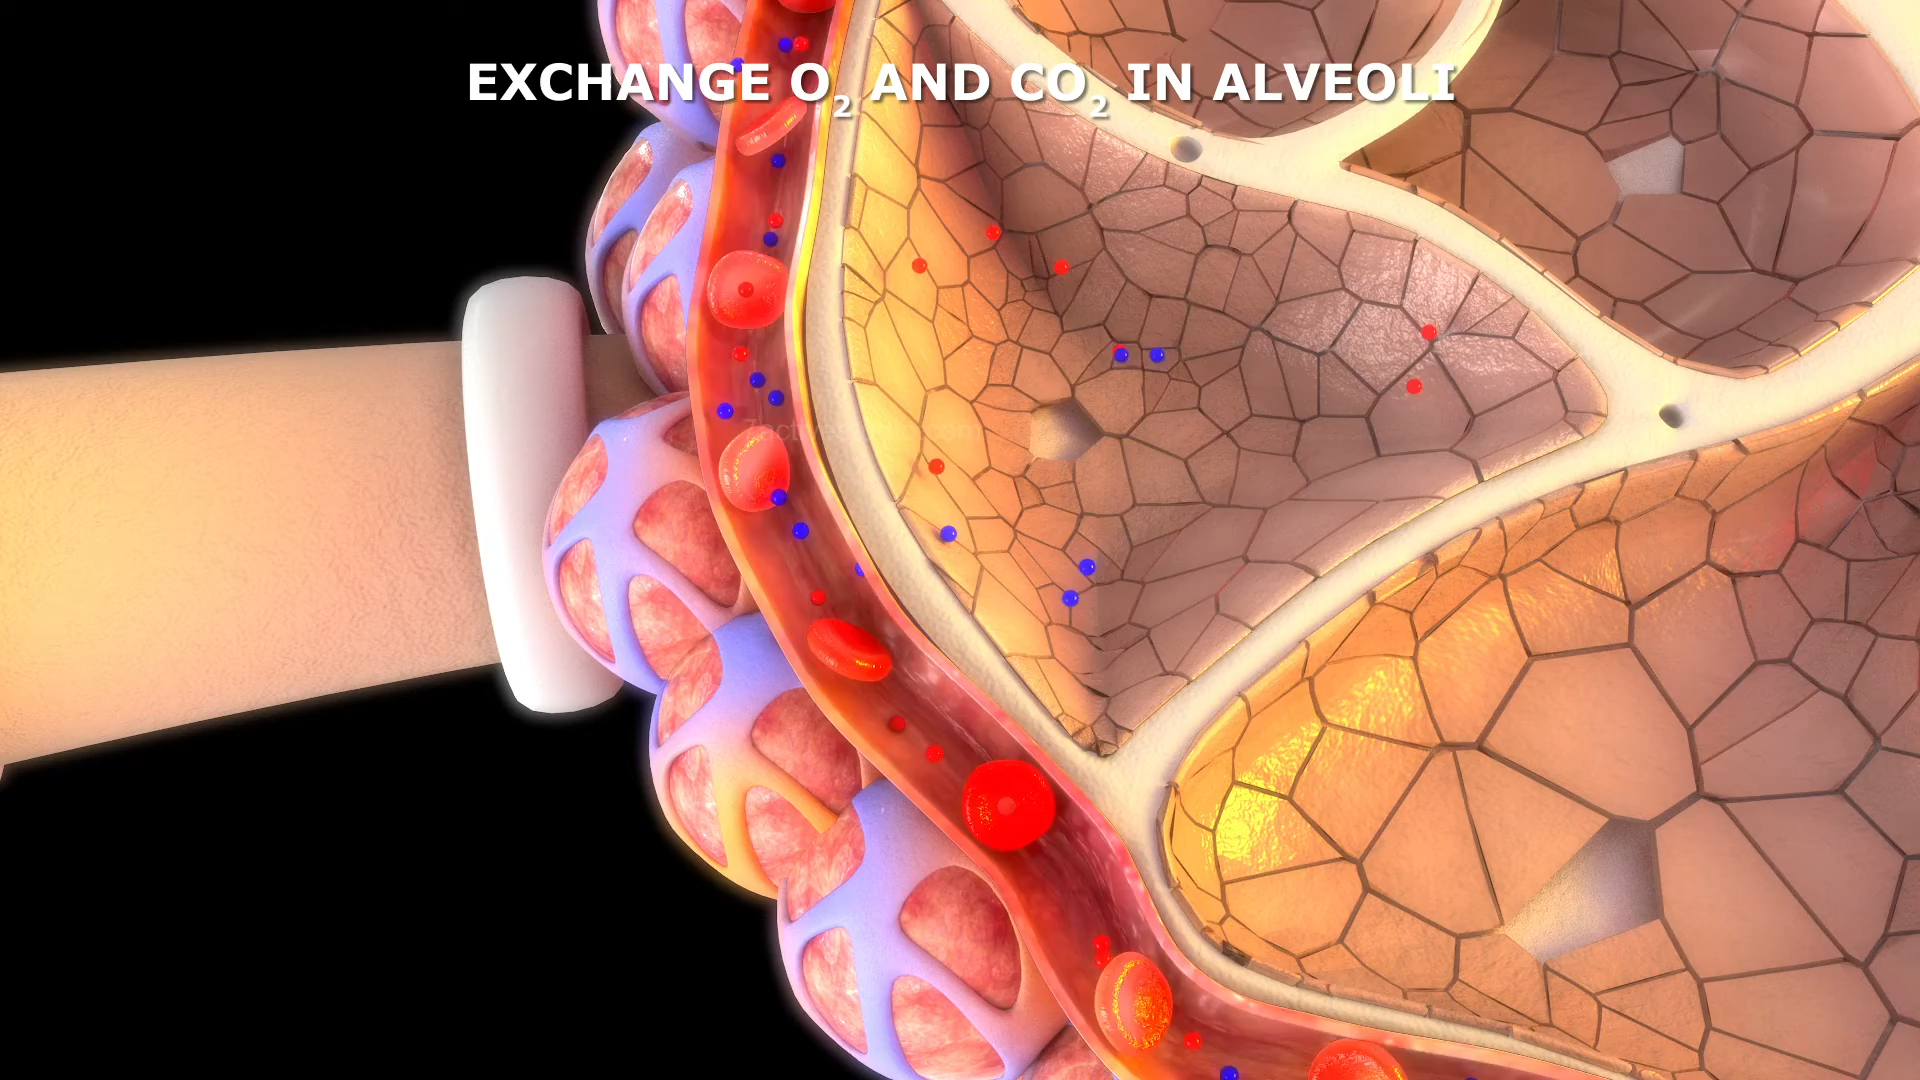 EXCHANGE O₂ AND CO₂ IN ALVEOLI